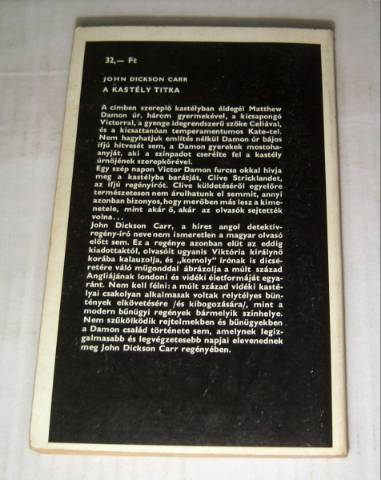 32,— Ft
JOHN DICKSON CARR
A KASTÉLY TITKA
A címben szereplő kastélyban éldegél Matthew
Damon úr, három gyermekével, a kicsapongó
Victorral, a gyenge idegrendszerű szőke Celiával,
és a kicsattanóan temperamentumos Kate-tel.
Nem hagyhatjuk említés nélkül Damon úr bájos
ifjú hitvesét sem, a Damon gyerekek mostoha-
anyját, aki a színpadot cserélte fel a kastély
úrnőjének szerepkörével.
Egy szép napon Victor Damon furcsa okkal hívja
meg a kastélyba barátját, Clive Stricklandet,
az ifjú regényírót. Clive küldetéséről egyelőre
természetesen nem árulhatunk el semmit, annyi
azonban bizonyos, hogy merőben más lesz a kime-
netele, mint akár ő, akár az olvasók sejtették
volna...
John Dickson Carr, a híres angol detektív-
regény-író neve nem ismeretlen a magyar olvasó
előtt sem. Ez a regénye azonban elüt az eddig
kiadottaktól, olvasóit ugyanis Viktória királynő
korába kalauzolja, és „komoly” írónak is dicsé-
retére váló műgonddal ábrázolja a múlt század
Angliájának londoni és vidéki életformáját egy-
aránt. Nem kell félni: a múlt század vidéki kasté-
lyai csakolyan alkalmasak voltak rejtélyes bűn-
tények elkövetésére /és kibogozására/, mint a
modern bűnügyi regények bármelyik színhelye.
Nem szűkölködik rejtelmekben és bűnügyekben
a Damon család története sem, amelynek legiz-
galmasabb és legvégzetesebb napjai elevenednek
meg John Dickson Carr regényében.